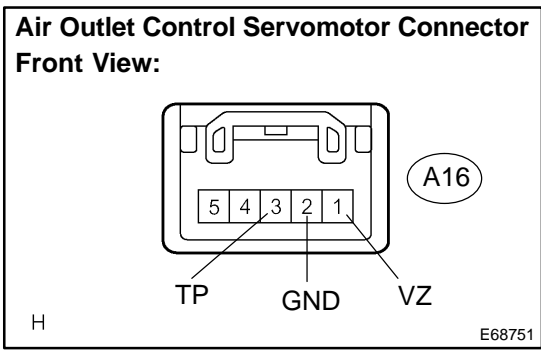 Air Outlet Control Servomotor Connector
Front View:
A16
5 4 3 2 1
TP GND VZ
H E68751